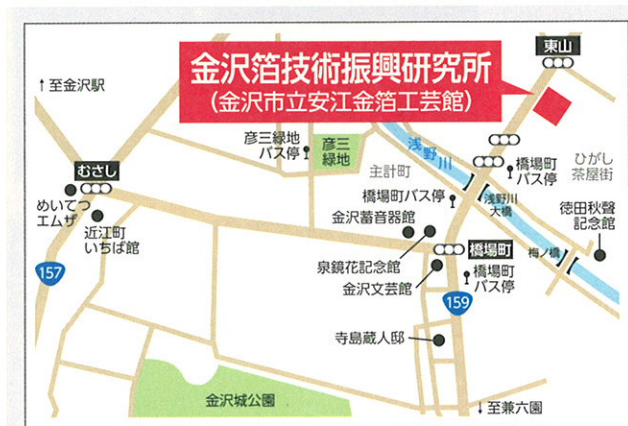 東山
金沢箔技術振興研究所
(金沢市立安江金箔工芸館)
↑至金沢駅
彦三緑地
バス停
彦三
緑地
浅野川
主計町
橋場町
バス停
ひがし
茶屋街
むさし
めいてつ
エムザ
近江町
いちば館
橋場町バス停
浅野川
大橋
徳田秋聲
記念館
金沢蓄音器館
橋場町
梅ノ橋
泉鏡花記念館
金沢文芸館
橋場町
バス停
157
159
寺島蔵人邸
金沢城公園
↓至兼六園